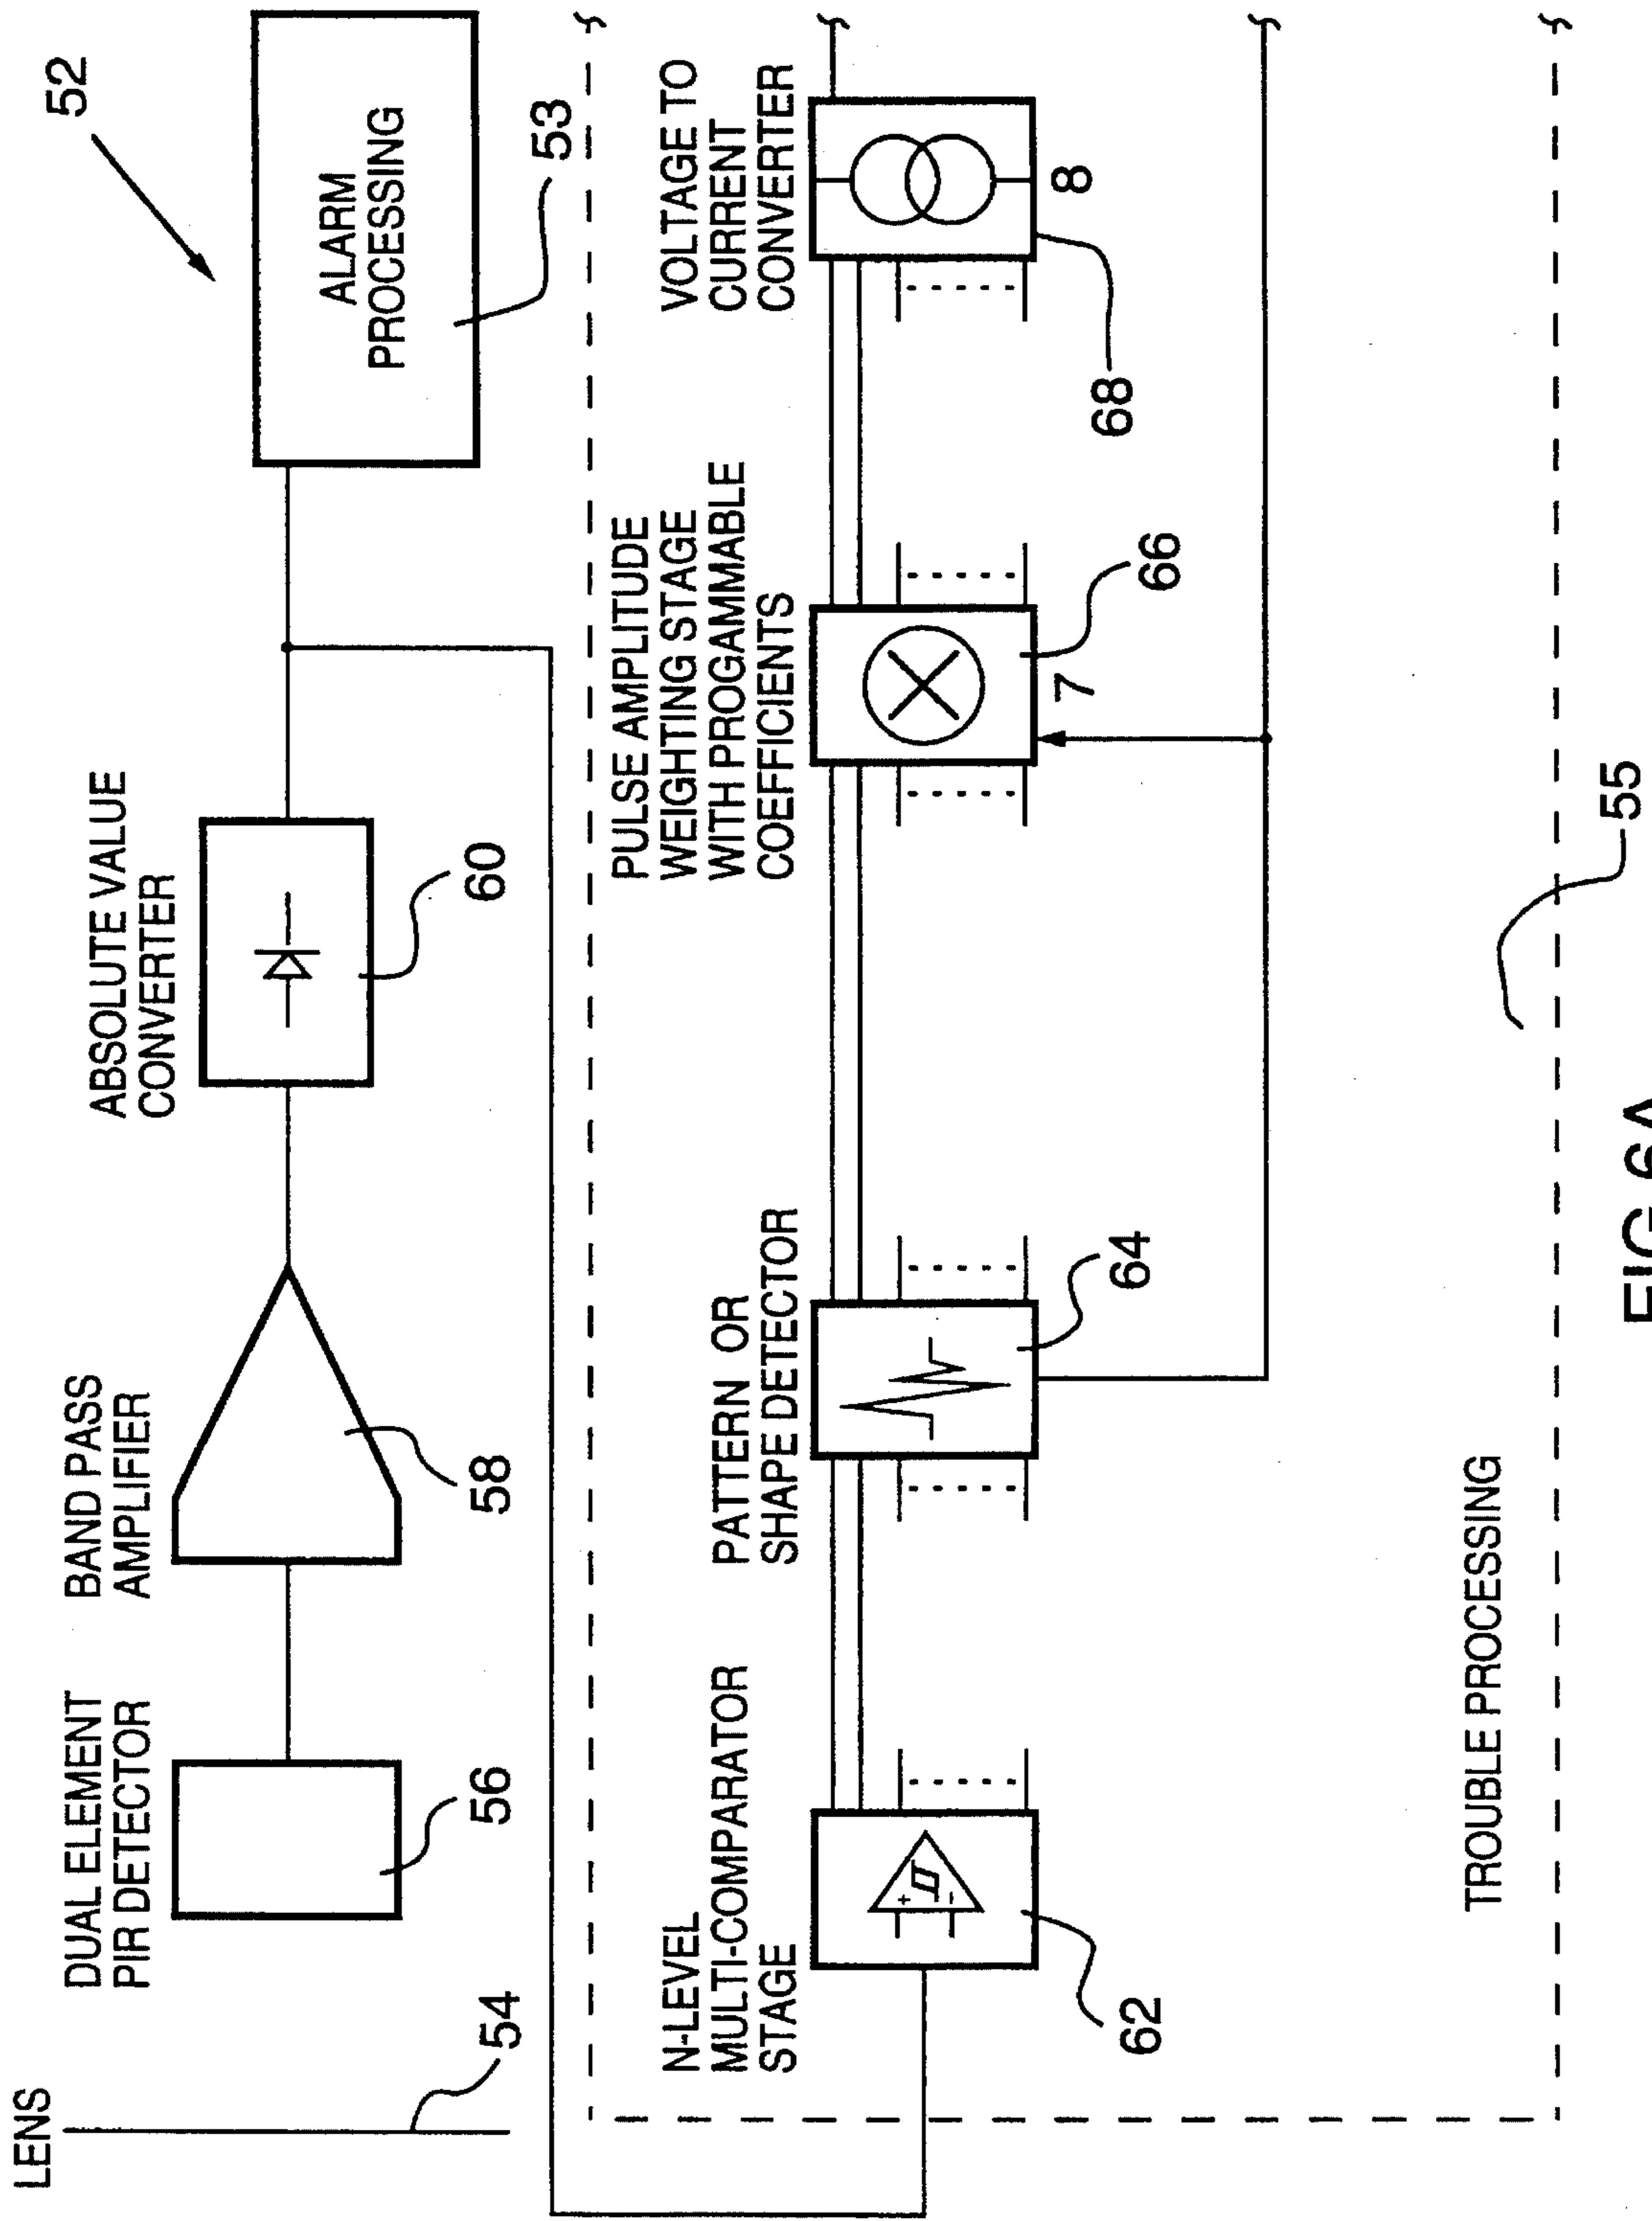 LENS
54
DUAL ELEMENT
PIR DETECTOR
56
BAND PASS
AMPLIFIER
58
ABSOLUTE VALUE
CONVERTER
60
52
ALARM
PROCESSING
53
N-LEVEL
MULTI-COMPARATOR
STAGE
+
-
62
PATTERN OR
SHAPE DETECTOR
64
PULSE AMPLITUDE
WEIGHTING STAGE
WITH PROGAMMABLE
COEFFICIENTS
7
66
VOLTAGE TO
CURRENT
CONVERTER
8
68
TROUBLE PROCESSING
55
FIG 6A